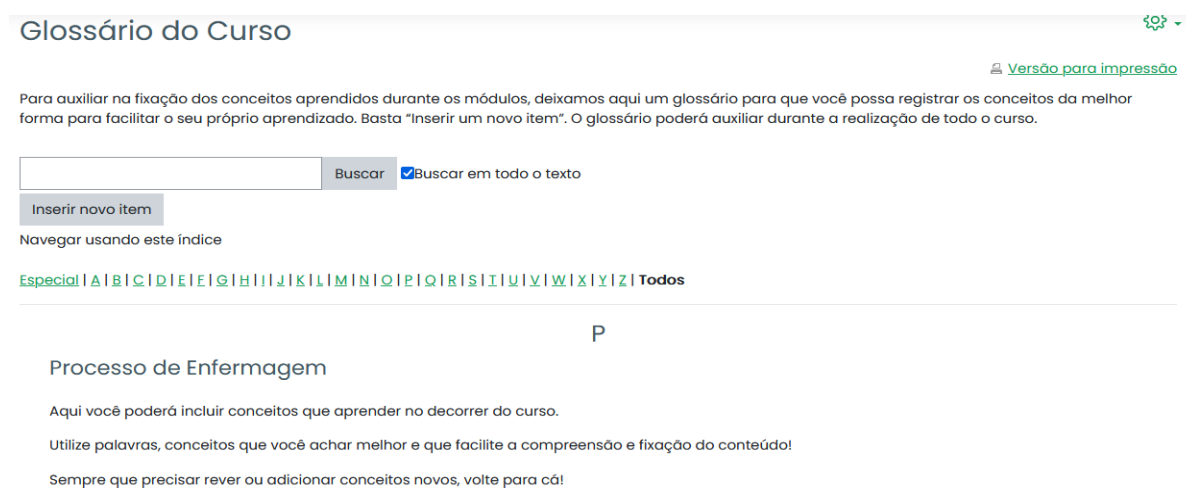 Glossário do Curso
Versão para impressão
Para auxiliar na fixação dos conceitos aprendidos durante os módulos, deixamos aqui um glossário para que você possa registrar os conceitos da melhor
forma para facilitar o seu próprio aprendizado. Basta “Inserir um novo item”. O glossário poderá auxiliar durante a realização de todo o curso.
Buscar Buscar em todo o texto
Inserir novo item
Navegar usando este índice
Especial | A | B | C | D | E | F | G | H | I | J | K | L | M | N | O | P | Q | R | S | T | U | V | W | X | Y | Z | Todos
P
Processo de Enfermagem
Aqui você poderá incluir conceitos que aprender no decorrer do curso.
Utilize palavras, conceitos que você achar melhor e que facilite a compreensão e fixação do conteúdo!
Sempre que precisar rever ou adicionar conceitos novos, volte para cá!